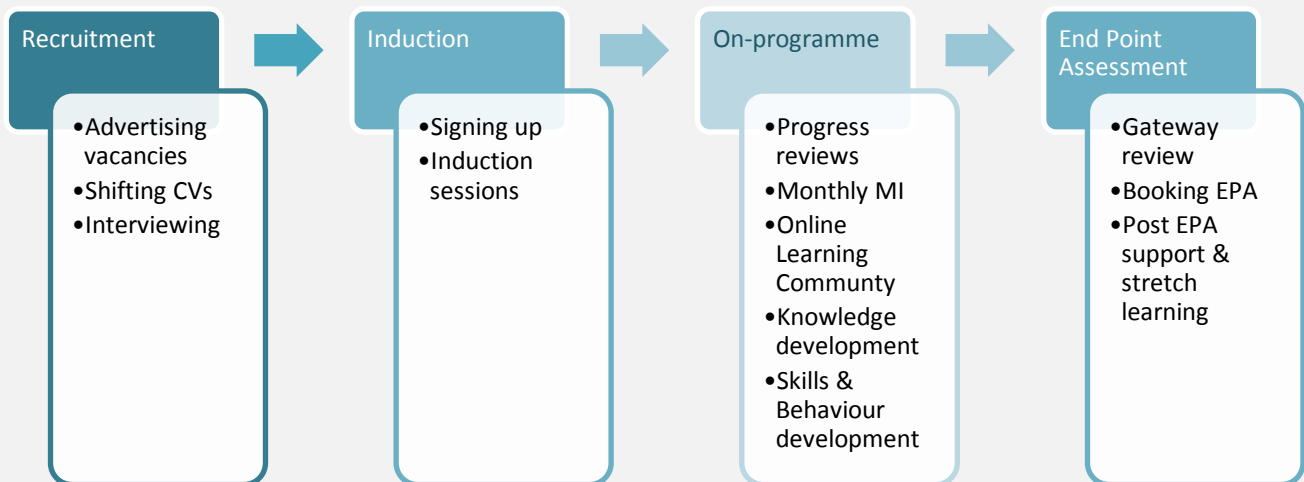 Recruitment
•Advertising
vacancies
•Shifting CVs
•Interviewing
Induction
•Signing up
•Induction
sessions
On-programme
•Progress
reviews
•Monthly MI
•Online
Learning
Communty
•Knowledge
development
•Skills &
Behaviour
development
End Point
Assessment
•Gateway
review
•Booking EPA
•Post EPA
support &
stretch
learning